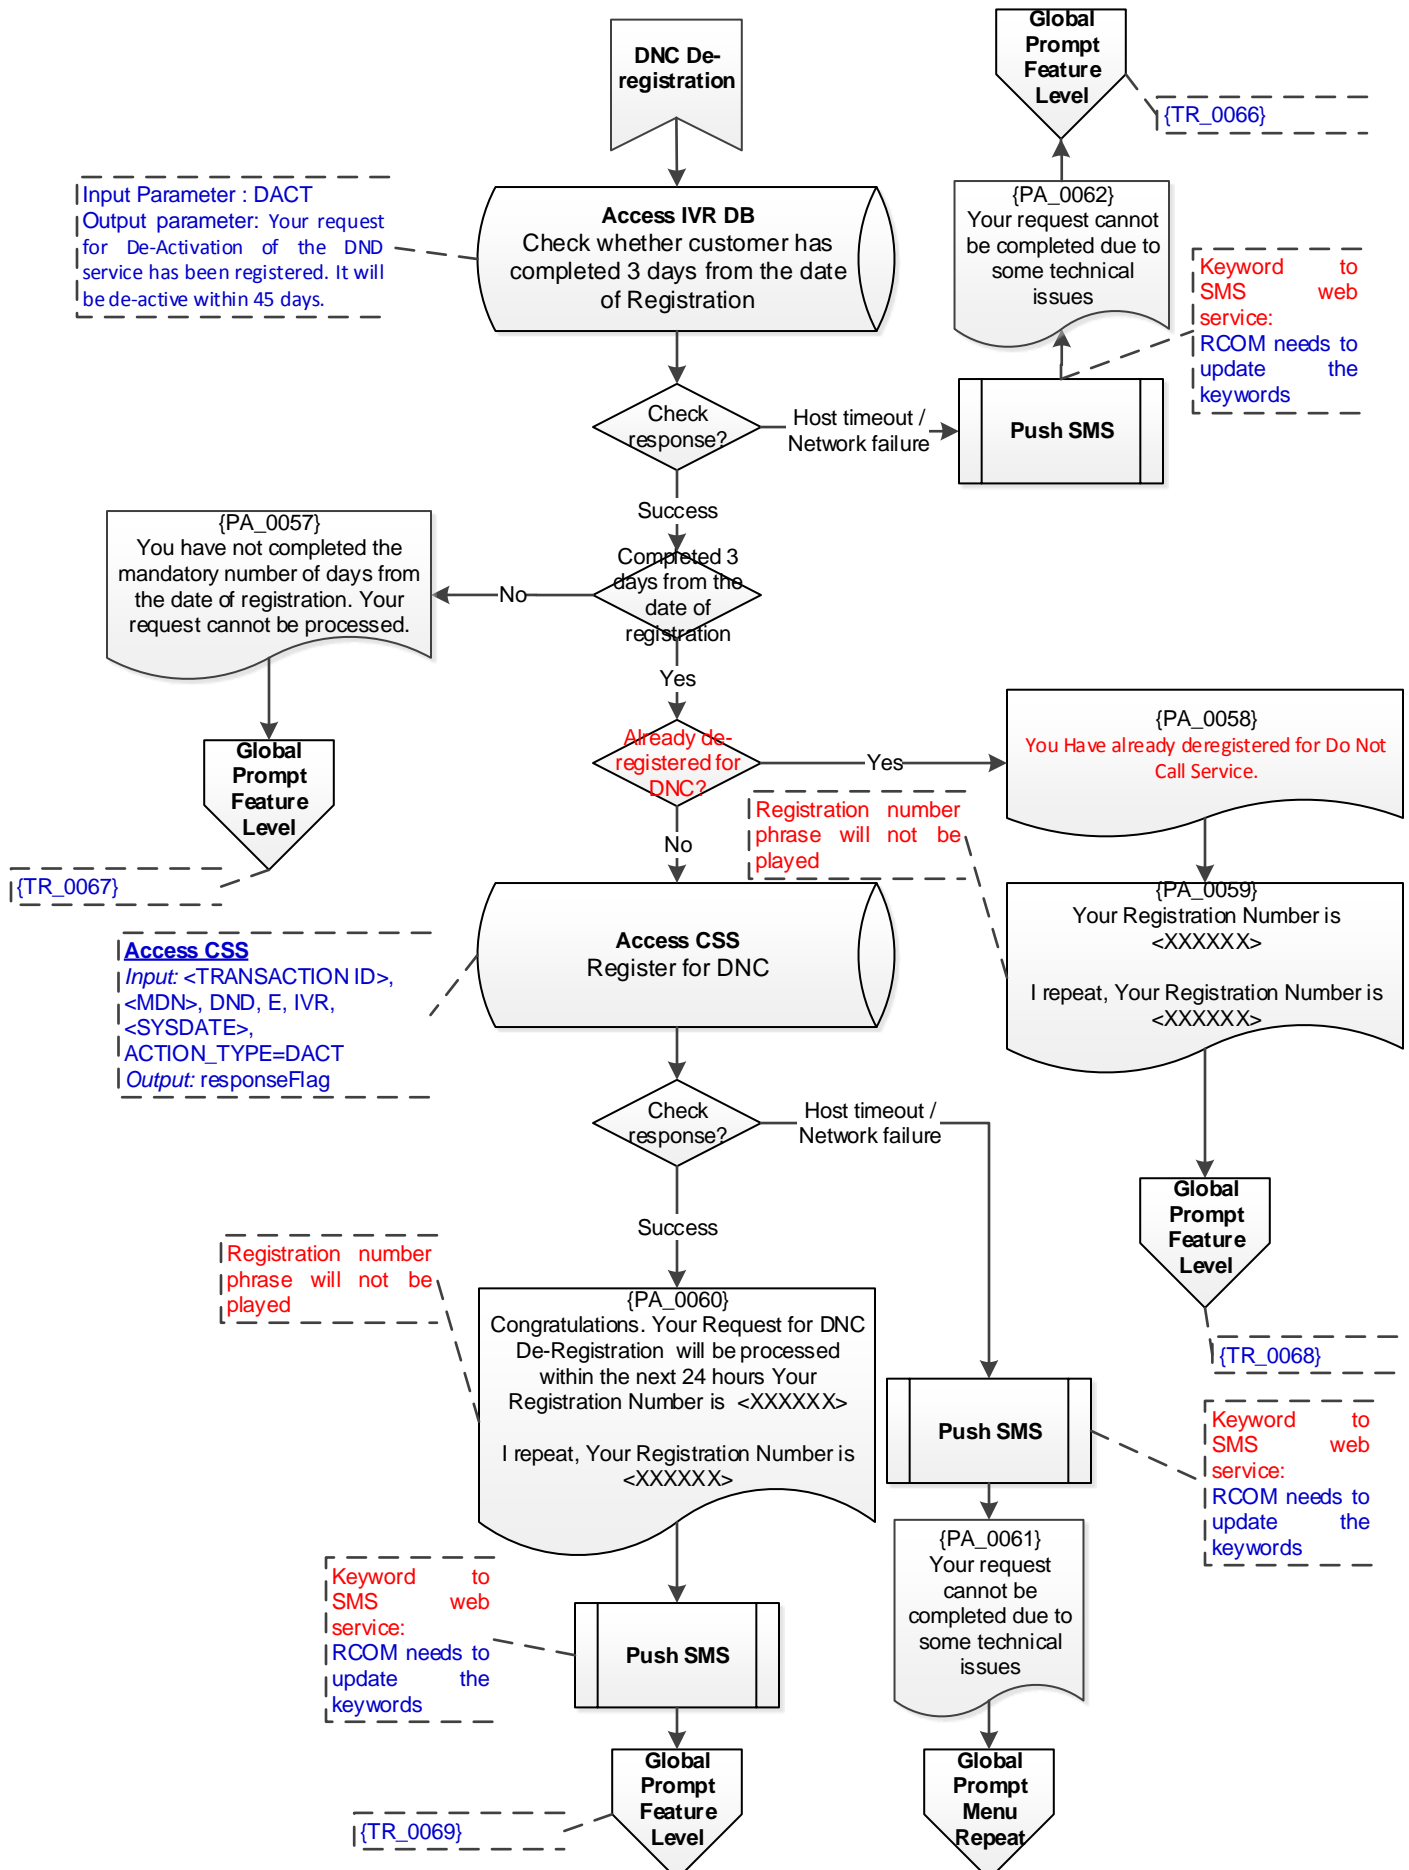 DNC De-
registration
Global
Prompt
Feature
Level
{TR_0066}
Input Parameter : DACT
Output parameter: Your request
for De-Activation of the DND
service has been registered. It will
be de-active within 45 days.
Access IVR DB
Check whether customer has
completed 3 days from the date
of Registration
{PA_0062}
Your request cannot
be completed due to
some technical
issues
Keyword to
SMS web
service:
RCOM needs to
update the
keywords
Check
response?
Host timeout /
Network failure
Push SMS
Success
{PA_0057}
You have not completed the
mandatory number of days from
the date of registration. Your
request cannot be processed.
No
Completed 3
days from the
date of
registration
Yes
Global
Prompt
Feature
Level
{TR_0067}
Already de-
registered for
DNC?
Yes
{PA_0058}
You Have already deregistered for Do Not
Call Service.
Registration number
phrase will not be
played
No
{PA_0059}
Your Registration Number is
<XXXXXX>
I repeat, Your Registration Number is
<XXXXXX>
Access CSS
Register for DNC
Access CSS
Input: <TRANSACTION ID>,
<MDN>, DND, E, IVR,
<SYSDATE>,
ACTION_TYPE=DACT
Output: responseFlag
Check
response?
Host timeout /
Network failure
Global
Prompt
Feature
Level
{TR_0068}
Success
Registration number
phrase will not be
played
{PA_0060}
Congratulations. Your Request for DNC
De-Registration will be processed
within the next 24 hours Your
Registration Number is <XXXXXX>
I repeat, Your Registration Number is
<XXXXXX>
Push SMS
Keyword to
SMS web
service:
RCOM needs to
update the
keywords
{PA_0061}
Your request
cannot be
completed due to
some technical
issues
Keyword to
SMS web
service:
RCOM needs to
update the
keywords
Push SMS
Global
Prompt
Feature
Level
{TR_0069}
Global
Prompt
Menu
Repeat